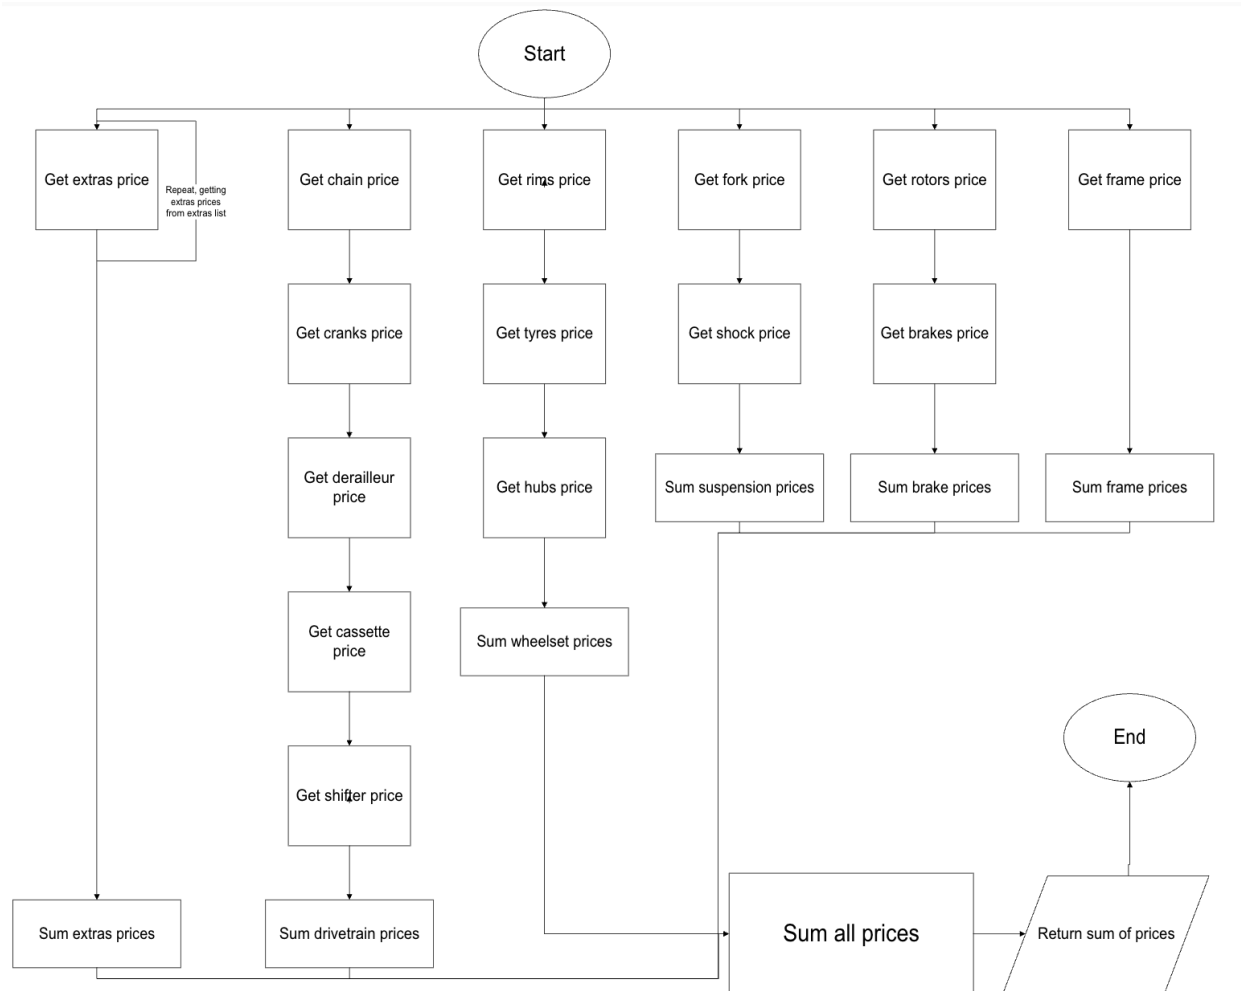 Start
Get extras price
Repeat, getting
extras prices
from extras list
Get chain price
Get rims price
Get fork price
Get rotors price
Get frame price
Get cranks price
Get tyres price
Get shock price
Get brakes price
Get derailleur
price
Get hubs price
Sum suspension prices
Sum brake prices
Sum frame prices
Get cassette
price
Sum wheelset prices
End
Get shifter price
Sum extras prices
Sum drivetrain prices
Sum all prices
Return sum of prices